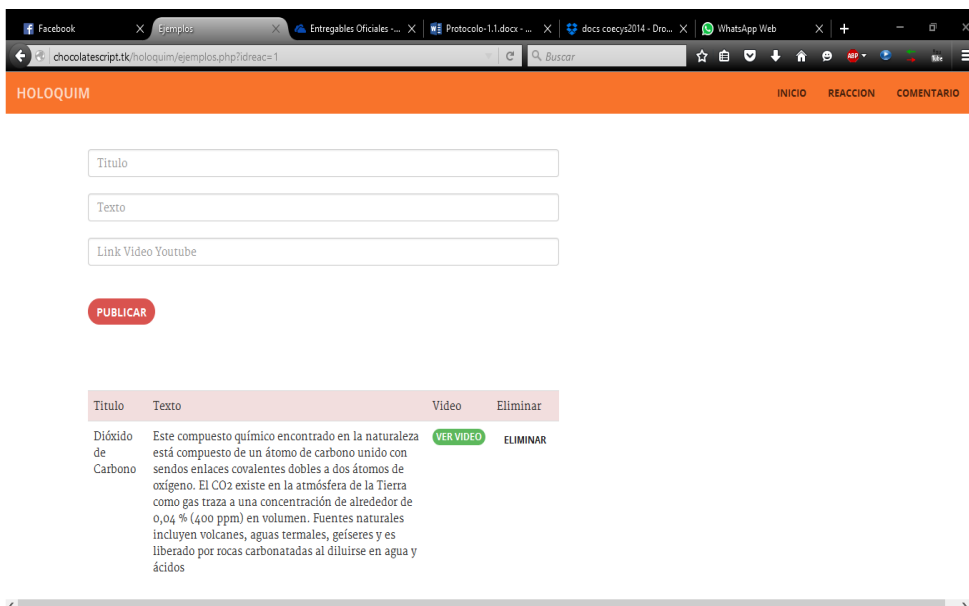 Facebook
Ejemplos
Entregables Oficiales -...
Protocolo-1.1.docx - ...
docs coecys2014 - Dro...
WhatsApp Web
chocolatescript.tk/holoquim/ejemplos.php?idreac=1
Buscar
ABP
HOLOQUIM
INICIO
REACCION
COMENTARIO
Titulo
Texto
Link Video Youtube
PUBLICAR
Titulo Texto Video Eliminar
Dióxido
de
Carbono
Este compuesto químico encontrado en la naturaleza
está compuesto de un átomo de carbono unido con
sendos enlaces covalentes dobles a dos átomos de
oxígeno. El CO2 existe en la atmósfera de la Tierra
como gas traza a una concentración de alrededor de
0,04 % (400 ppm) en volumen. Fuentes naturales
incluyen volcanes, aguas termales, geíseres y es
liberado por rocas carbonatadas al diluirse en agua y
ácidos
VER VIDEO
ELIMINAR